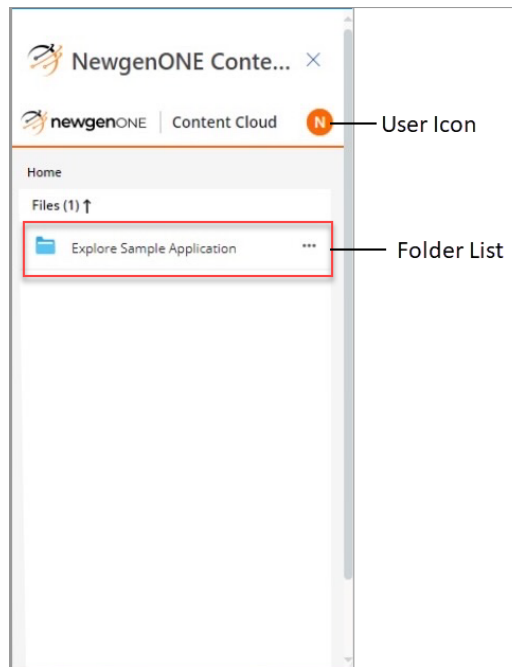 NewgenONE Conte... ×
newgenONE | Content Cloud N
User Icon
Home
Files (1) ↑
Explore Sample Application ...
Folder List